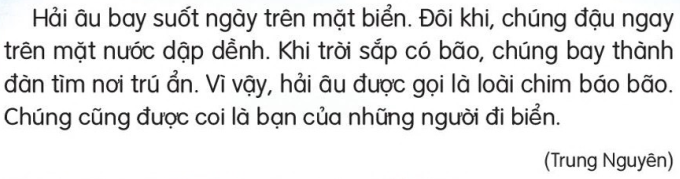 Hải âu bay suốt ngày trên mặt biển. Đôi khi, chúng đậu ngay
trên mặt nước dập dềnh. Khi trời sắp có bão, chúng bay thành
đàn tìm nơi trú ẩn. Vì vậy, hải âu được gọi là loài chim báo bão.
Chúng cũng được coi là bạn của những người đi biển.
(Trung Nguyên)